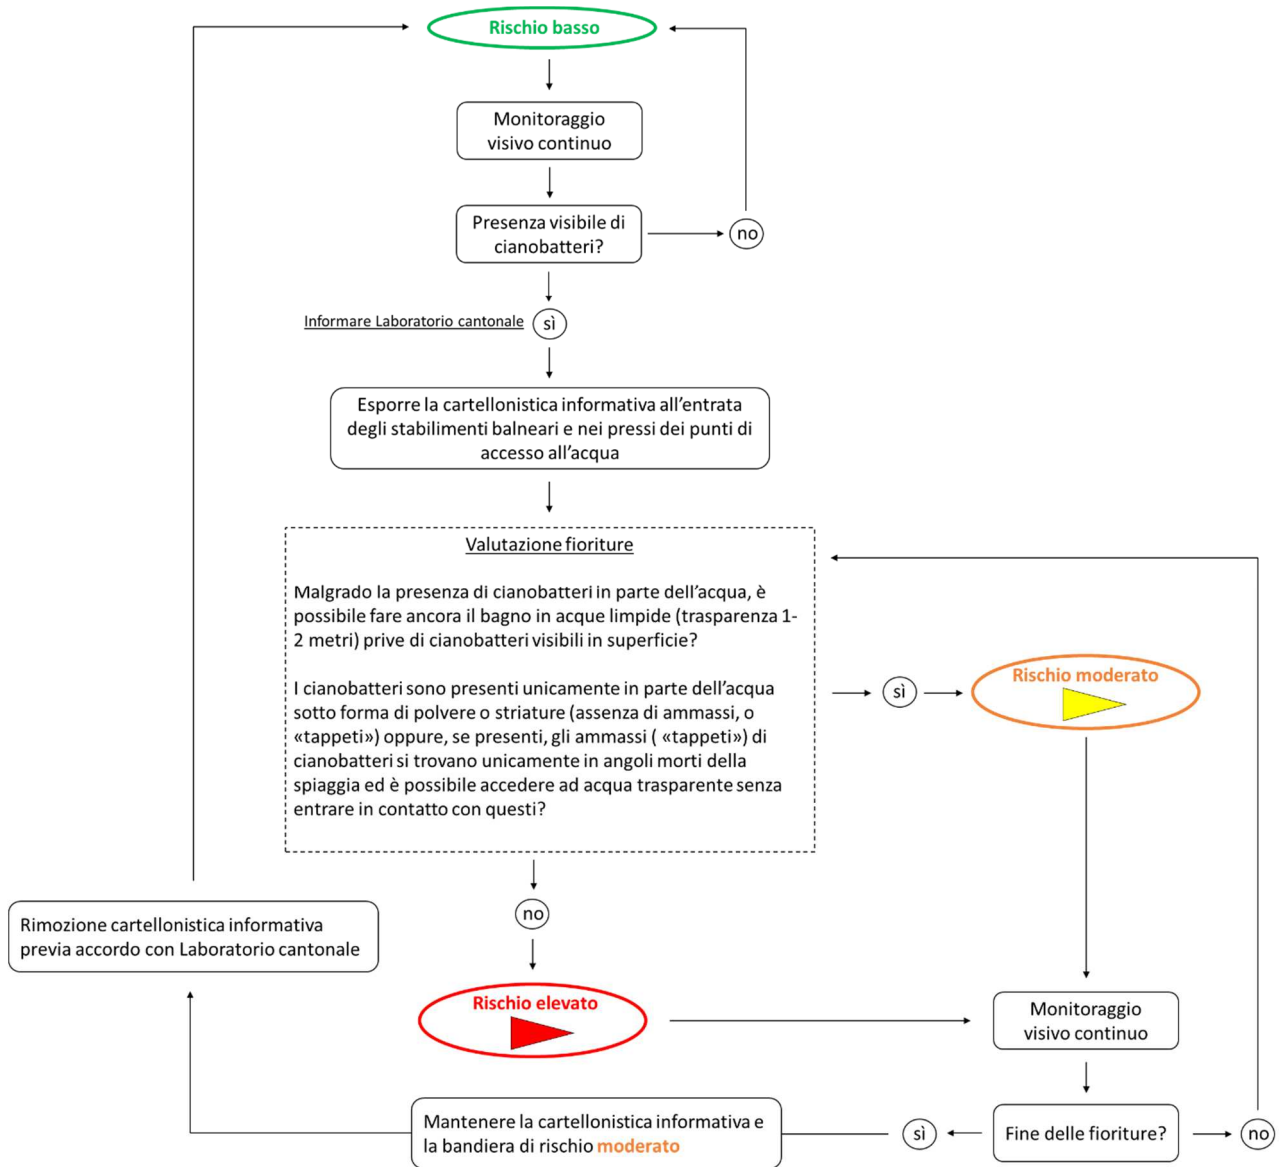 Rischio basso
Monitoraggio
visivo continuo
Presenza visibile di
cianobatteri?
no
Informare Laboratorio cantonale
sì
Esporre la cartellonistica informativa all’entrata
degli stabilimenti balneari e nei pressi dei punti di
accesso all’acqua
Valutazione fioriture
Malgrado la presenza di cianobatteri in parte dell’acqua, è
possibile fare ancora il bagno in acque limpide (trasparenza 1-
2 metri) prive di cianobatteri visibili in superficie?
I cianobatteri sono presenti unicamente in parte dell’acqua
sotto forma di polvere o striature (assenza di ammassi, o
«tappeti») oppure, se presenti, gli ammassi ( «tappeti») di
cianobatteri si trovano unicamente in angoli morti della
spiaggia ed è possibile accedere ad acqua trasparente senza
entrare in contatto con questi?
sì
Rischio moderato
no
Rimozione cartellonistica informativa
previa accordo con Laboratorio cantonale
Rischio elevato
Monitoraggio
visivo continuo
Mantenere la cartellonistica informativa e
la bandiera di rischio moderato
sì
Fine delle fioriture?
no